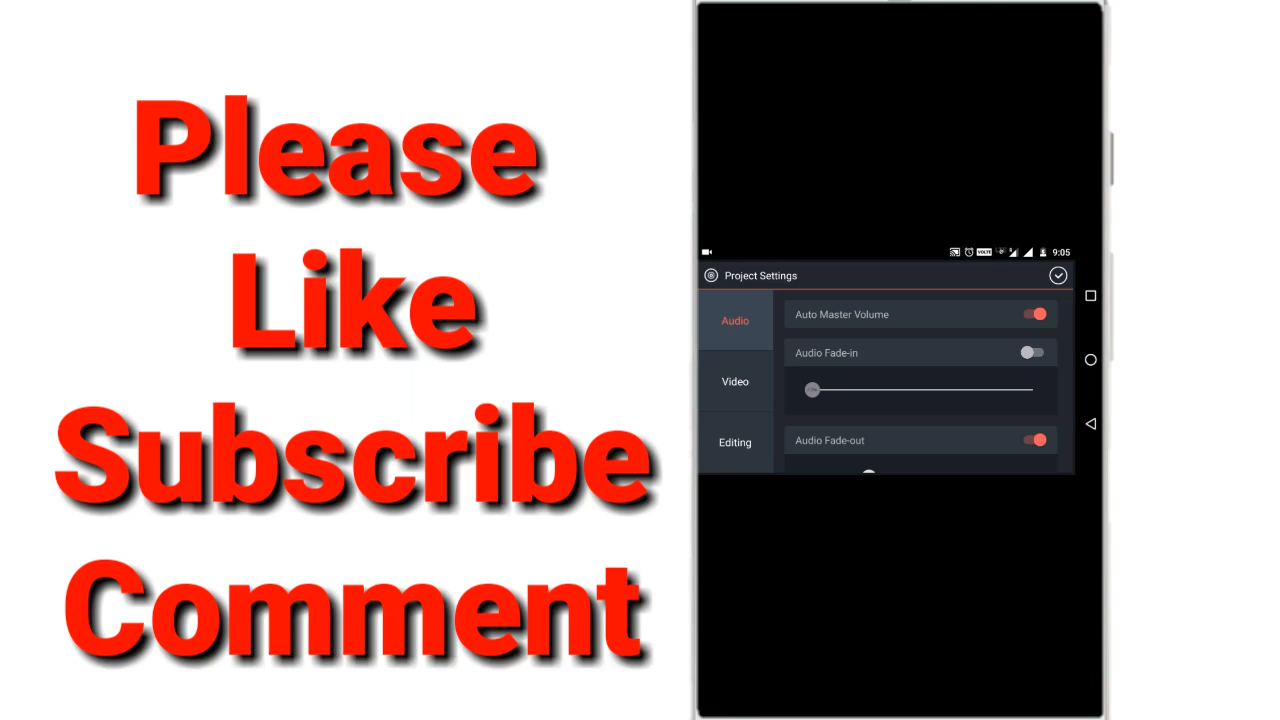 Please
Like
Subscribe
Comment
VOLTE 9:05
Project Settings
Audio
Auto Master Volume
Audio Fade-in
Video
Editing
Audio Fade-out